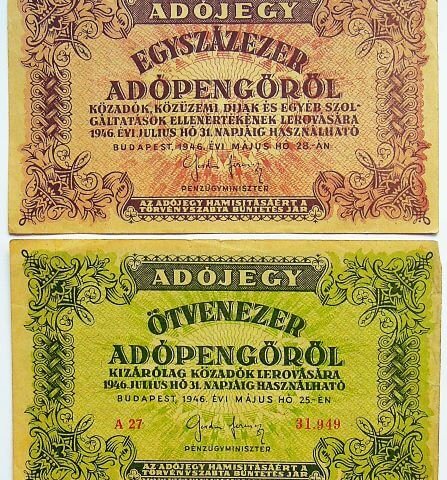 ADÓJEGY
EGYSZÁZEZER
ADÓPENGŐRŐL
KÖZADÓK, KÖZÜZEMI DIJAK ÉS EGYÉB SZOL-
GÁLTATÁSOK ELLENÉRTÉKÉNEK LEROVÁSÁRA
1946. ÉVI JULIUS HÓ 31. NAPJÁIG HASZNÁLHATÓ
BUDAPEST, 1946. ÉVI MÁJUS HÓ 28.-ÁN
PÉNZÜGYMINISZTER
AZ ADÓJEGY HAMISITÁSÁÉRT A
TÖRVÉNYSZABTA BÜNTETÉS JÁR
ADÓJEGY
ÖTVENEZER
ADÓPENGŐRŐL
KIZÁRÓLAG KÖZADÓK LEROVÁSÁRA
1946. JULIUS HÓ 31. NAPJÁIG HASZNÁLHATÓ
BUDAPEST, 1946. ÉVI MÁJUS HÓ 25-ÉN
A 27 31.949
PÉNZÜGYMINISZTER
AZ ADÓJEGY HAMISITÁSÁÉRT A
TÖRVÉNYSZABTA BÜNTETÉS JÁR